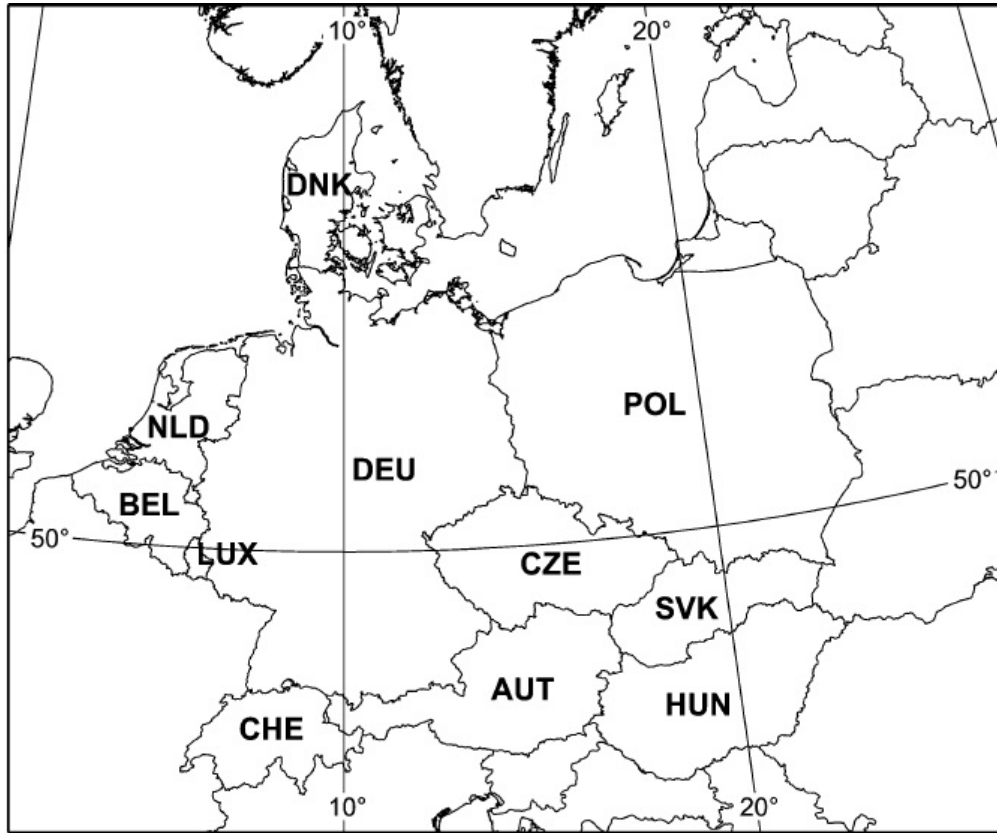 10° 20°
DNK
POL
NLD
DEU
50°
BEL
50°
LUX
CZE
SVK
AUT
HUN
CHE
10° 20°